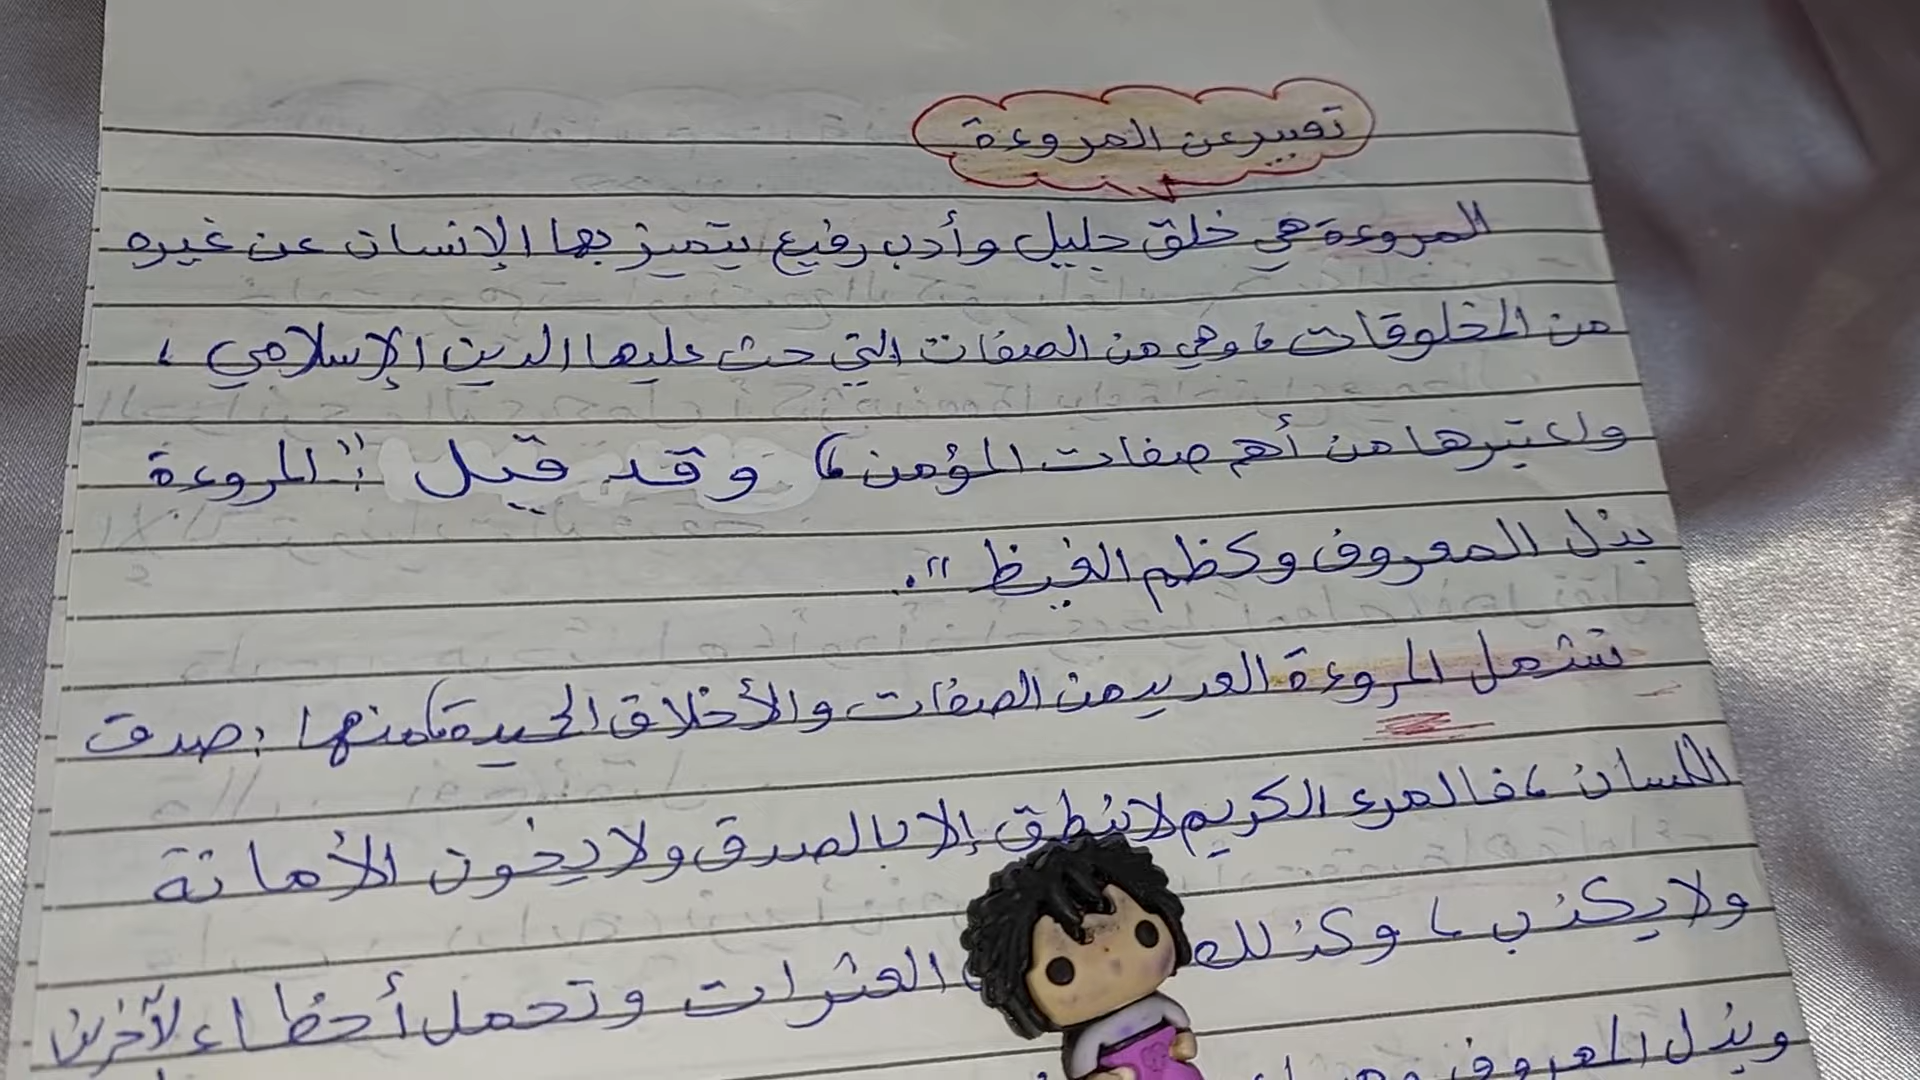 تعبير عن المروءة
المروءة هي خلق جليل وأدب رفيع يتميز بها الإنسان عن غيره
من المخلوقات، وهي من الصفات التي حث عليها الدين الإسلامي،
واعتبرها من أهم صفات المؤمن، وقد قيل: "المروءة
بذل المعروف وكظم الغيظ".
تشمل المروءة العديد من الصفات والأخلاق الحميدة، منها: صدق
اللسان، فالمرء الكريم لا ينطق إلا بالصدق ولا يخون الأمانة
ولا يكذب، وكذلك العثرات وتحمل أخطاء الآخرين
وبذل المعروف